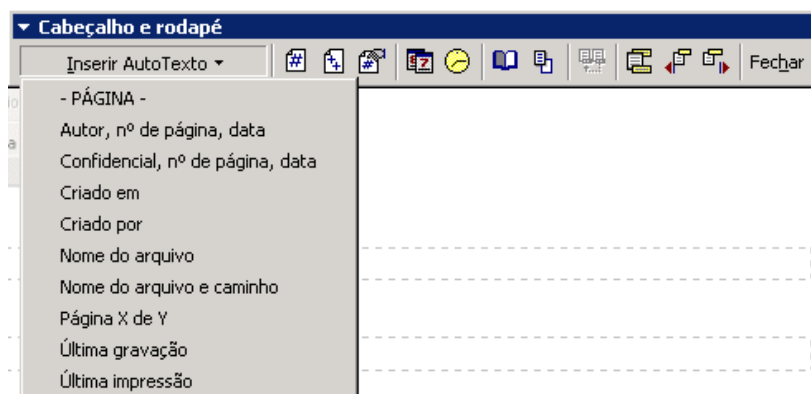 Cabeçalho e rodapé
Inserir AutoTexto Fechar
- PÁGINA -
Autor, nº de página, data
Confidencial, nº de página, data
Criado em
Criado por
Nome do arquivo
Nome do arquivo e caminho
Página X de Y
Última gravação
Última impressão